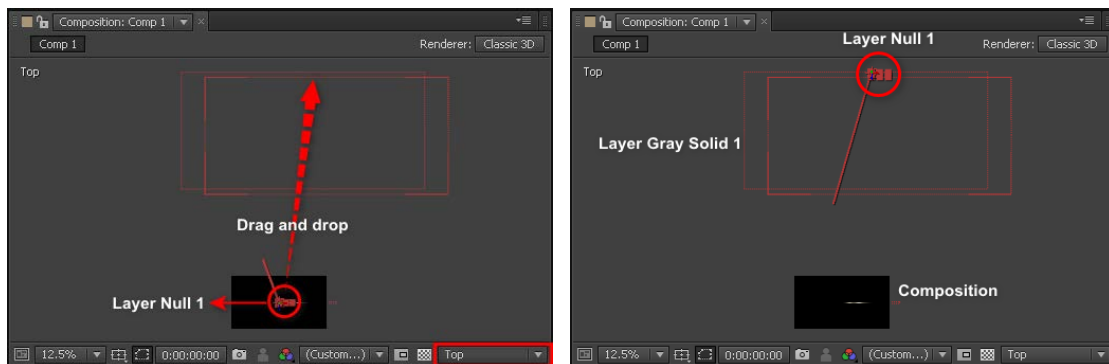 Composition: Comp 1
Comp 1
Renderer: Classic 3D
Top
Drag and drop
Layer Null 1
12.5% 0:00:00:00 (Custom...) Top
Composition: Comp 1
Comp 1
Layer Null 1
Renderer: Classic 3D
Top
Layer Gray Solid 1
Composition
12.5% 0:00:00:00 (Custom...) Top